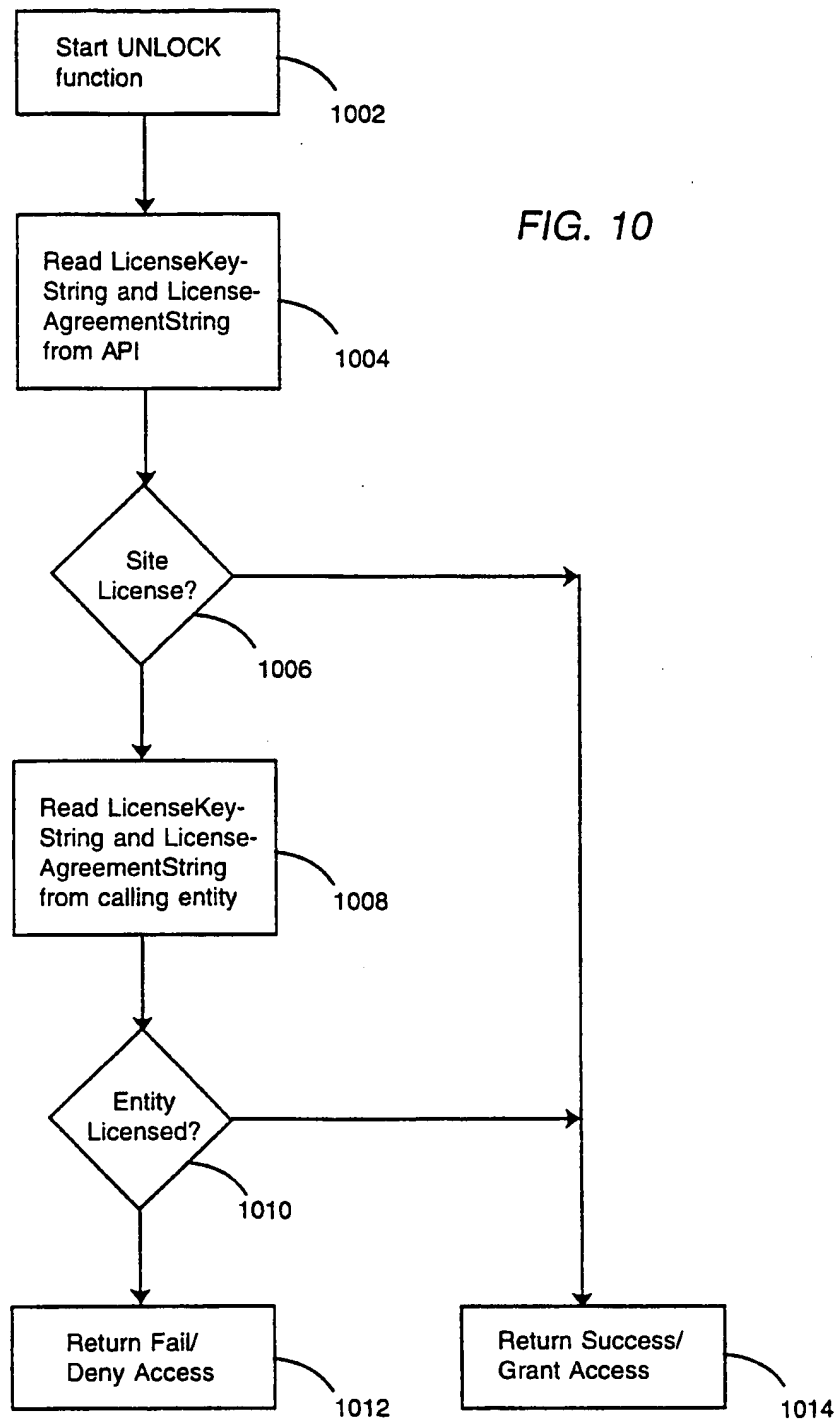 Start UNLOCK
function
1002
FIG. 10
Read LicenseKey-
String and License-
AgreementString
from API
1004
Site
License?
1006
Read LicenseKey-
String and License-
AgreementString
from calling entity
1008
Entity
Licensed?
1010
Return Fail/
Deny Access
1012
Return Success/
Grant Access
1014